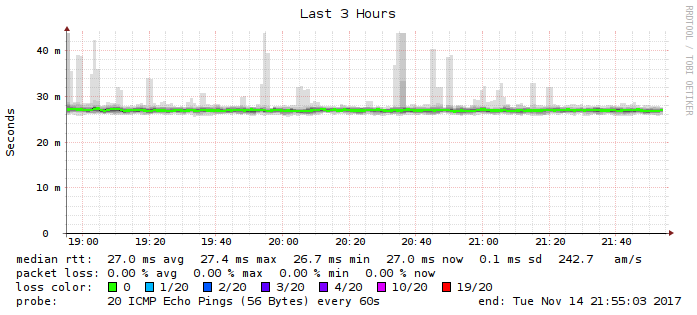 Last 3 Hours
RRDTOOL / TOBI OETIKER
Seconds
40 m
30 m
20 m
10 m
0
19:00 19:20 19:40 20:00 20:20 20:40 21:00 21:20 21:40
median rtt: 27.0 ms avg 27.4 ms max 26.7 ms min 27.0 ms now 0.1 ms sd 242.7 am/s
packet loss: 0.00 % avg 0.00 % max 0.00 % min 0.00 % now
loss color: 0 1/20 2/20 3/20 4/20 10/20 19/20
probe: 20 ICMP Echo Pings (56 Bytes) every 60s end: Tue Nov 14 21:55:03 2017